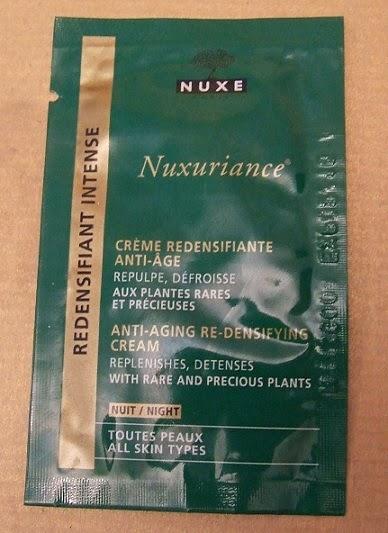 NUXE
Nuxuriance®
REDENSIFIANT INTENSE
CRÈME REDENSIFIANTE
ANTI-ÂGE
REPULPE, DÉFROISSE
AUX PLANTES RARES
ET PRÉCIEUSES
ANTI-AGING RE-DENSIFYING
CREAM
REPLENISHES, DETENSES
WITH RARE AND PRECIOUS PLANTS
NUIT / NIGHT
TOUTES PEAUX
ALL SKIN TYPES